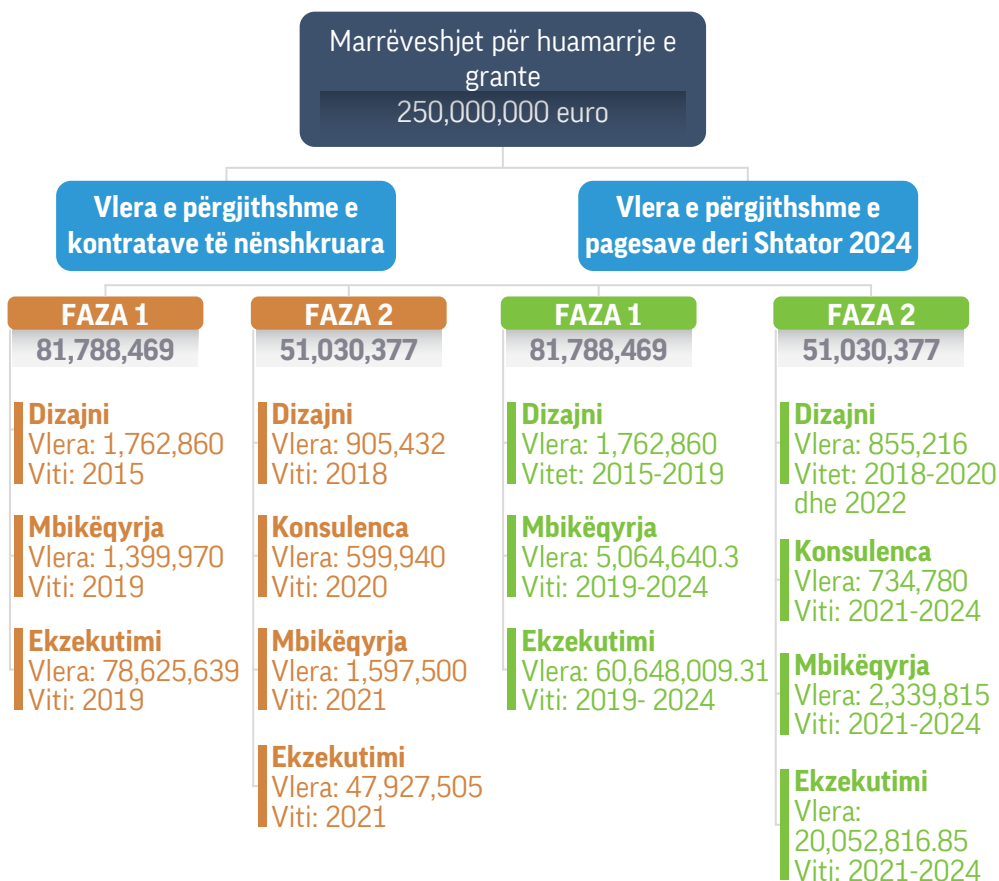 Marrëveshjet për huamarrje e
grante
250,000,000 euro
Vlera e përgjithshme e
kontratave të nënshkruara
Vlera e përgjithshme e
pagesave deri Shtator 2024
FAZA 1
81,788,469
Dizajni
Vlera: 1,762,860
Viti: 2015
Mbikëqyrja
Vlera: 1,399,970
Viti: 2019
Ekzekutimi
Vlera: 78,625,639
Viti: 2019
FAZA 2
51,030,377
Dizajni
Vlera: 905,432
Viti: 2018
Konsulenca
Vlera: 599,940
Viti: 2020
Mbikëqyrja
Vlera: 1,597,500
Viti: 2021
Ekzekutimi
Vlera: 47,927,505
Viti: 2021
FAZA 1
81,788,469
Dizajni
Vlera: 1,762,860
Vitet: 2015-2019
Mbikëqyrja
Vlera: 5,064,640.3
Viti: 2019-2024
Ekzekutimi
Vlera: 60,648,009.31
Viti: 2019- 2024
FAZA 2
51,030,377
Dizajni
Vlera: 855,216
Vitet: 2018-2020
dhe 2022
Konsulenca
Vlera: 734,780
Viti: 2021-2024
Mbikëqyrja
Vlera: 2,339,815
Viti: 2021-2024
Ekzekutimi
Vlera:
20,052,816.85
Viti: 2021-2024